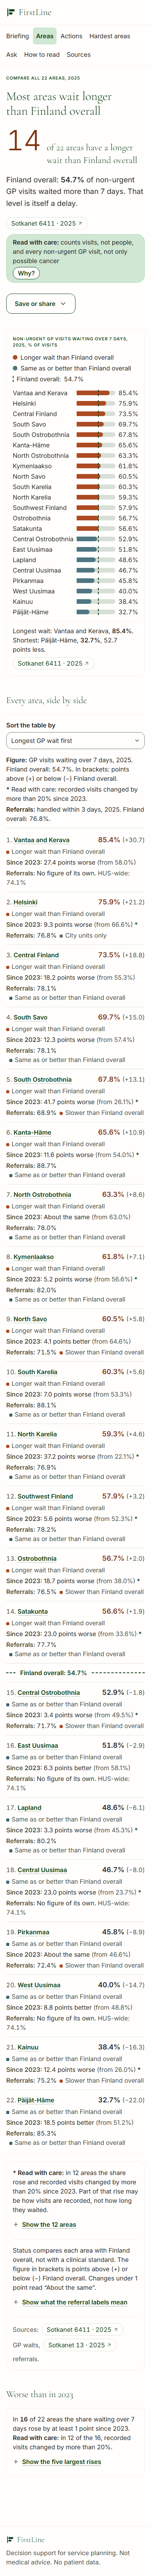 FirstLine
Briefing Areas Actions Hardest areas
Ask How to read Sources
COMPARE ALL 22 AREAS, 2025
Most areas wait longer
than Finland overall
14 of 22 areas have a longer
wait than Finland overall
Finland overall: 54.7% of non-urgent
GP visits waited more than 7 days. That
level is itself a delay.
Sotkanet 6411 · 2025 ↗
Read with care: counts visits, not people,
and every non-urgent GP visit, not only
possible cancer
Why?
Save or share
NON-URGENT GP VISITS WAITING OVER 7 DAYS,
2025, % OF VISITS
Longer wait than Finland overall
Same as or better than Finland overall
Finland overall: 54.7%
Vantaa and Kerava 85.4%
Helsinki 75.9%
Central Finland 73.5%
South Savo 69.7%
South Ostrobothnia 67.8%
Kanta-Häme 65.6%
North Ostrobothnia 63.3%
Kymenlaakso 61.8%
North Savo 60.5%
South Karelia 60.3%
North Karelia 59.3%
Southwest Finland 57.9%
Ostrobothnia 56.7%
Satakunta 56.6%
Central Ostrobothnia 52.9%
East Uusimaa 51.8%
Lapland 48.6%
Central Uusimaa 46.7%
Pirkanmaa 45.8%
West Uusimaa 40.0%
Kainuu 38.4%
Päijät-Häme 32.7%
Longest wait: Vantaa and Kerava, 85.4%.
Shortest: Päijät-Häme, 32.7%, 52.7
points less.
Sotkanet 6411 · 2025 ↗
Every area, side by side
Sort the table by
Longest GP wait first
Figure: GP visits waiting over 7 days, 2025.
Finland overall: 54.7%. In brackets: points
above (+) or below (−) Finland overall.
* Read with care: recorded visits changed by
more than 20% since 2023.
Referrals: handled within 3 days, 2025. Finland
overall: 76.8%.
1. Vantaa and Kerava 85.4% (+30.7)
Longer wait than Finland overall
Since 2023: 27.4 points worse (from 58.0%)
Referrals: No figure of its own. HUS-wide:
74.1%
2. Helsinki 75.9% (+21.2)
Longer wait than Finland overall
Since 2023: 9.3 points worse (from 66.6%) *
Referrals: 76.8% City units only
3. Central Finland 73.5% (+18.8)
Longer wait than Finland overall
Since 2023: 18.2 points worse (from 55.3%)
Referrals: 78.1%
Same as or better than Finland overall
4. South Savo 69.7% (+15.0)
Longer wait than Finland overall
Since 2023: 12.3 points worse (from 57.4%)
Referrals: 78.1%
Same as or better than Finland overall
5. South Ostrobothnia 67.8% (+13.1)
Longer wait than Finland overall
Since 2023: 41.7 points worse (from 26.1%) *
Referrals: 68.9% Slower than Finland overall
6. Kanta-Häme 65.6% (+10.9)
Longer wait than Finland overall
Since 2023: 11.6 points worse (from 54.0%) *
Referrals: 88.7%
Same as or better than Finland overall
7. North Ostrobothnia 63.3% (+8.6)
Longer wait than Finland overall
Since 2023: About the same (from 63.0%)
Referrals: 78.0%
Same as or better than Finland overall
8. Kymenlaakso 61.8% (+7.1)
Longer wait than Finland overall
Since 2023: 5.2 points worse (from 56.6%) *
Referrals: 82.0%
Same as or better than Finland overall
9. North Savo 60.5% (+5.8)
Longer wait than Finland overall
Since 2023: 4.1 points better (from 64.6%)
Referrals: 71.5% Slower than Finland overall
10. South Karelia 60.3% (+5.6)
Longer wait than Finland overall
Since 2023: 7.0 points worse (from 53.3%)
Referrals: 88.1%
Same as or better than Finland overall
11. North Karelia 59.3% (+4.6)
Longer wait than Finland overall
Since 2023: 37.2 points worse (from 22.1%) *
Referrals: 76.9%
Same as or better than Finland overall
12. Southwest Finland 57.9% (+3.2)
Longer wait than Finland overall
Since 2023: 5.6 points worse (from 52.3%) *
Referrals: 78.2%
Same as or better than Finland overall
13. Ostrobothnia 56.7% (+2.0)
Longer wait than Finland overall
Since 2023: 18.7 points worse (from 38.0%) *
Referrals: 76.5% Slower than Finland overall
14. Satakunta 56.6% (+1.9)
Longer wait than Finland overall
Since 2023: 23.0 points worse (from 33.6%) *
Referrals: 77.7%
Same as or better than Finland overall
Finland overall: 54.7%
15. Central Ostrobothnia 52.9% (−1.8)
Same as or better than Finland overall
Since 2023: 3.4 points worse (from 49.5%) *
Referrals: 71.7% Slower than Finland overall
16. East Uusimaa 51.8% (−2.9)
Same as or better than Finland overall
Since 2023: 6.3 points better (from 58.1%)
Referrals: No figure of its own. HUS-wide:
74.1%
17. Lapland 48.6% (−6.1)
Same as or better than Finland overall
Since 2023: 3.3 points worse (from 45.3%) *
Referrals: 80.2%
Same as or better than Finland overall
18. Central Uusimaa 46.7% (−8.0)
Same as or better than Finland overall
Since 2023: 23.0 points worse (from 23.7%) *
Referrals: No figure of its own. HUS-wide:
74.1%
19. Pirkanmaa 45.8% (−8.9)
Same as or better than Finland overall
Since 2023: About the same (from 46.6%)
Referrals: 72.4% Slower than Finland overall
20. West Uusimaa 40.0% (−14.7)
Same as or better than Finland overall
Since 2023: 8.8 points better (from 48.8%)
Referrals: No figure of its own. HUS-wide:
74.1%
21. Kainuu 38.4% (−16.3)
Same as or better than Finland overall
Since 2023: 12.4 points worse (from 26.0%) *
Referrals: 75.2% Slower than Finland overall
22. Päijät-Häme 32.7% (−22.0)
Same as or better than Finland overall
Since 2023: 18.5 points better (from 51.2%)
Referrals: 85.3%
Same as or better than Finland overall
* Read with care: in 12 areas the share
rose and recorded visits changed by more
than 20% since 2023. Part of that rise may
be how visits are recorded, not how long
they waited.
+ Show the 12 areas
Status compares each area with Finland
overall, not with a clinical standard. The
figure in brackets is points above (+) or
below (−) Finland overall. Changes under 1
point read “About the same”.
+ Show what the referral labels mean
Sources: Sotkanet 6411 · 2025 ↗
GP waits, Sotkanet 13 · 2025 ↗
referrals.
Worse than in 2023
In 16 of 22 areas the share waiting over 7
days rose by at least 1 point since 2023.
Read with care: in 12 of the 16, recorded
visits changed by more than 20%.
+ Show the five largest rises
FirstLine
Decision support for service planning. Not
medical advice. No patient data.